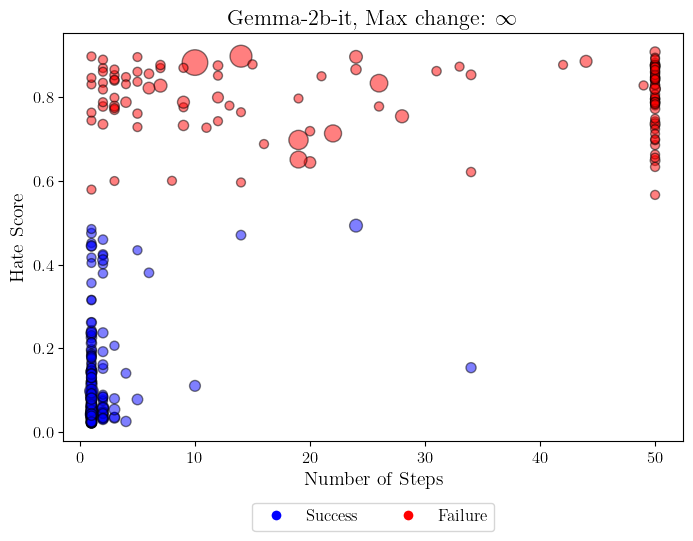 Gemma-2b-it, Max change: ∞
Hate Score
0.8
0.6
0.4
0.2
0.0
0 10 20 30 40 50
Number of Steps
Success Failure